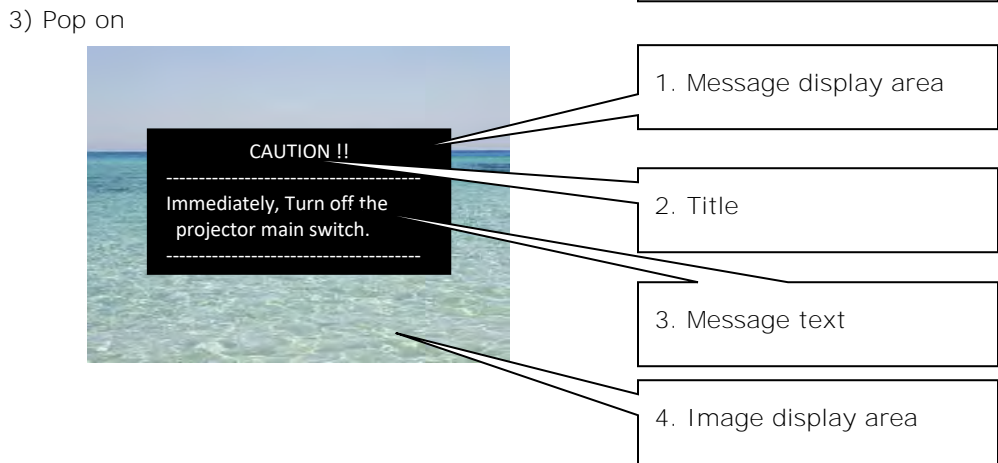 3) Pop on
1. Message display area
CAUTION !!
-----------------------------------------
2. Title
Immediately, Turn off the
projector main switch.
-----------------------------------------
3. Message text
4. Image display area